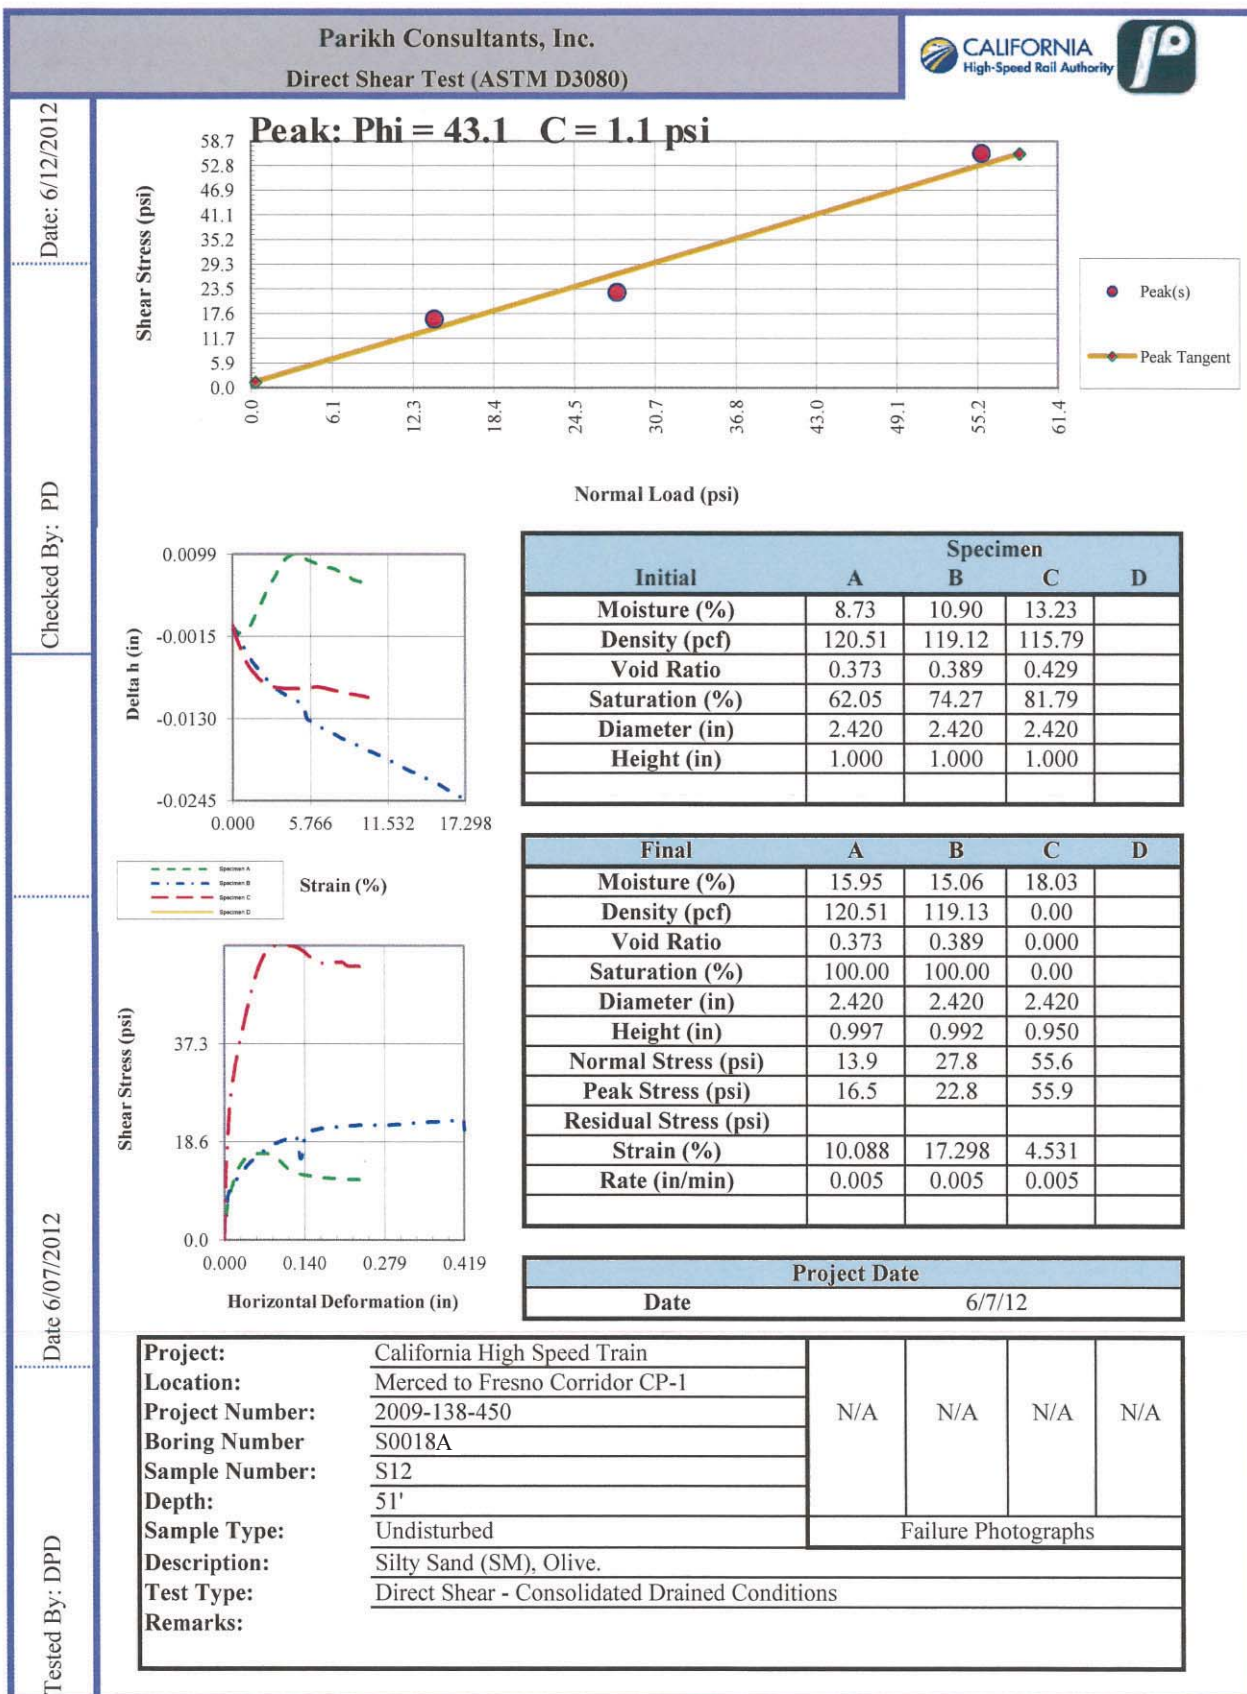 Parikh Consultants, Inc.
Direct Shear Test (ASTM D3080)
CALIFORNIA
High-Speed Rail Authority
Date: 6/12/2012
Checked By: PD
Date 6/07/2012
Tested By: DPD
Peak: Phi = 43.1 C = 1.1 psi
Shear Stress (psi)
58.7
52.8
46.9
41.1
35.2
29.3
23.5
17.6
11.7
5.9
0.0
0.0 6.1 12.3 18.4 24.5 30.7 36.8 43.0 49.1 55.2 61.4
Normal Load (psi)
Peak(s)
Peak Tangent
Delta h (in)
0.0099
-0.0015
-0.0130
-0.0245
0.000 5.766 11.532 17.298
Strain (%)
Specimen A
Specimen B
Specimen C
Specimen D
Shear Stress (psi)
37.3
18.6
0.0
0.000 0.140 0.279 0.419
Horizontal Deformation (in)
Specimen
Initial A B C D
Moisture (%) 8.73 10.90 13.23
Density (pcf) 120.51 119.12 115.79
Void Ratio 0.373 0.389 0.429
Saturation (%) 62.05 74.27 81.79
Diameter (in) 2.420 2.420 2.420
Height (in) 1.000 1.000 1.000
Final A B C D
Moisture (%) 15.95 15.06 18.03
Density (pcf) 120.51 119.13 0.00
Void Ratio 0.373 0.389 0.000
Saturation (%) 100.00 100.00 0.00
Diameter (in) 2.420 2.420 2.420
Height (in) 0.997 0.992 0.950
Normal Stress (psi) 13.9 27.8 55.6
Peak Stress (psi) 16.5 22.8 55.9
Residual Stress (psi)
Strain (%) 10.088 17.298 4.531
Rate (in/min) 0.005 0.005 0.005
Project Date
Date 6/7/12
Project: California High Speed Train
Location: Merced to Fresno Corridor CP-1
Project Number: 2009-138-450
Boring Number S0018A
Sample Number: S12
Depth: 51'
Sample Type: Undisturbed
Description: Silty Sand (SM), Olive.
Test Type: Direct Shear - Consolidated Drained Conditions
Remarks:
N/A N/A N/A N/A
Failure Photographs